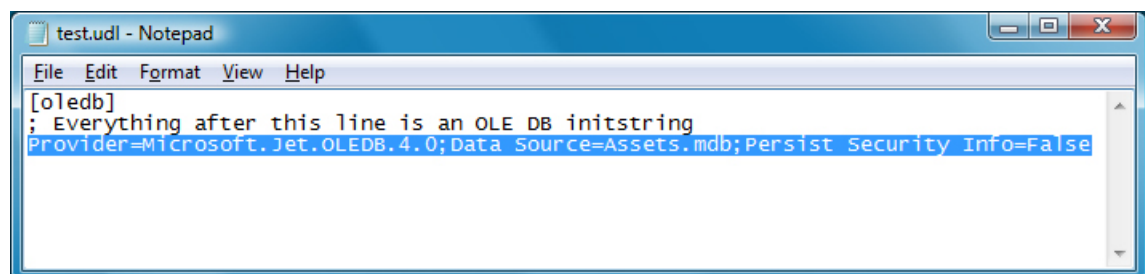 test.udl - Notepad
File Edit Format View Help
[oledb]
; Everything after this line is an OLE DB initstring
Provider=Microsoft.Jet.OLEDB.4.0;Data Source=Assets.mdb;Persist Security Info=False